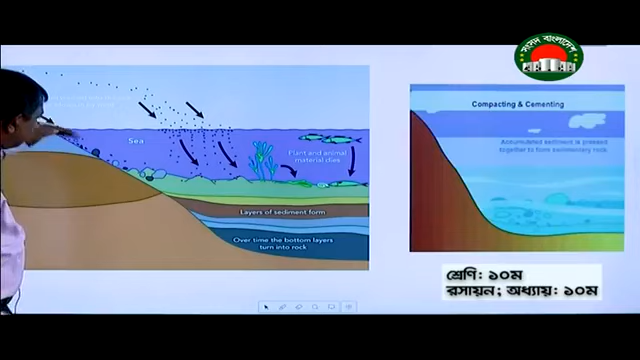 সংসদ বাংলাদেশ
Sea
Plant and animal
material dies
Layers of sediment form
Over time the bottom layers
turn into rock
Compacting & Cementing
Accumulated sediment is pressed
together to form sedimentary rock.
শ্রেণি: ১০ম
রসায়ন; অধ্যায়: ১০ম